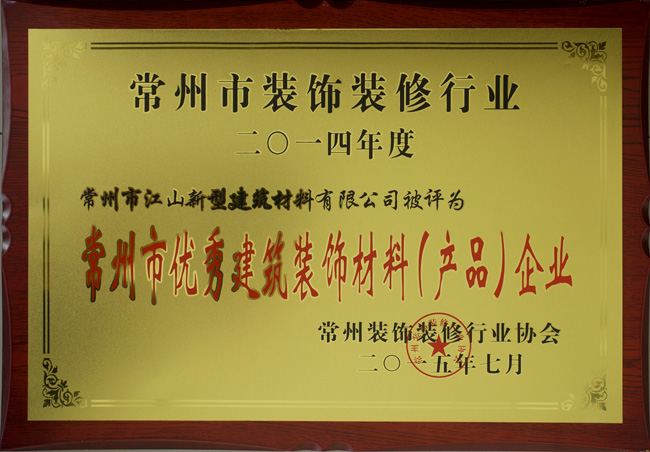 常州市装饰装修行业
二〇一四年度
常州市江山新型建筑材料有限公司被评为
常州市优秀建筑装饰材料(产品)企业
常州装饰装修行业协会
二〇一五年七月